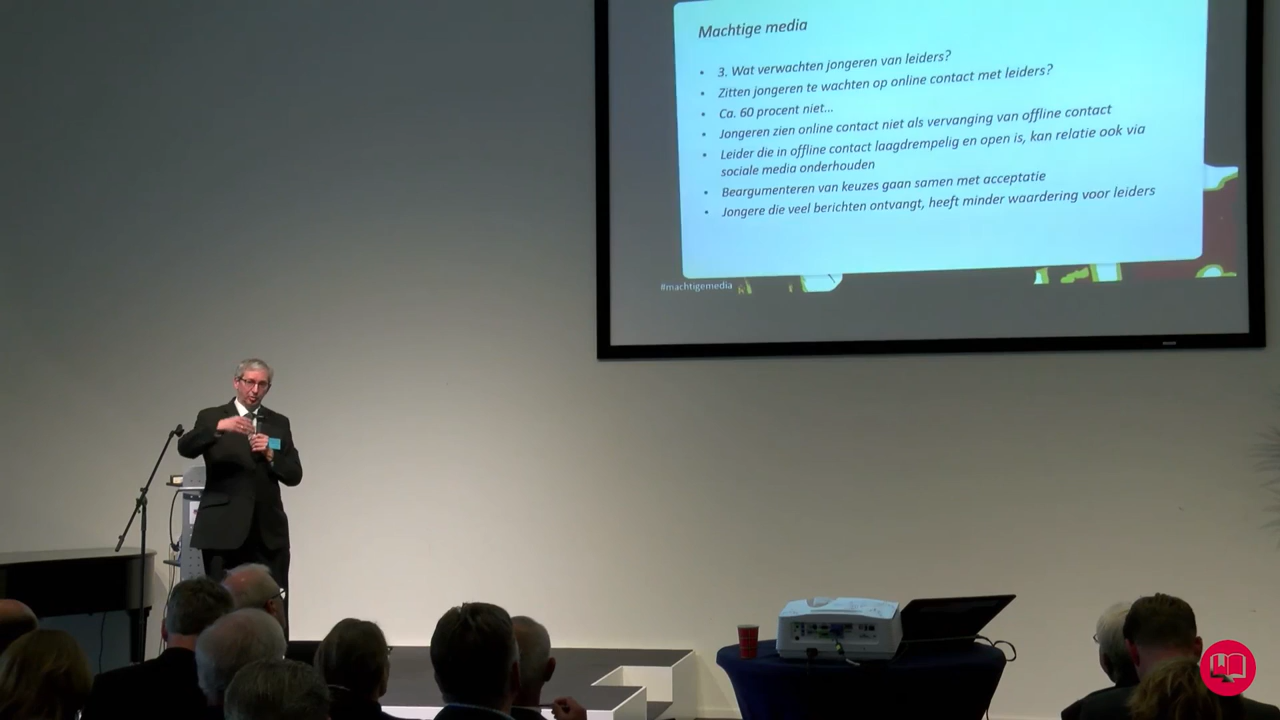 Machtige media
• 3. Wat verwachten jongeren van leiders?
• Zitten jongeren te wachten op online contact met leiders?
• Ca. 60 procent niet...
• Jongeren zien online contact niet als vervanging van offline contact
• Leider die in offline contact laagdrempelig en open is, kan relatie ook via
sociale media onderhouden
• Beargumenteren van keuzes gaan samen met acceptatie
• Jongere die veel berichten ontvangt, heeft minder waardering voor leiders
#machtigemedia